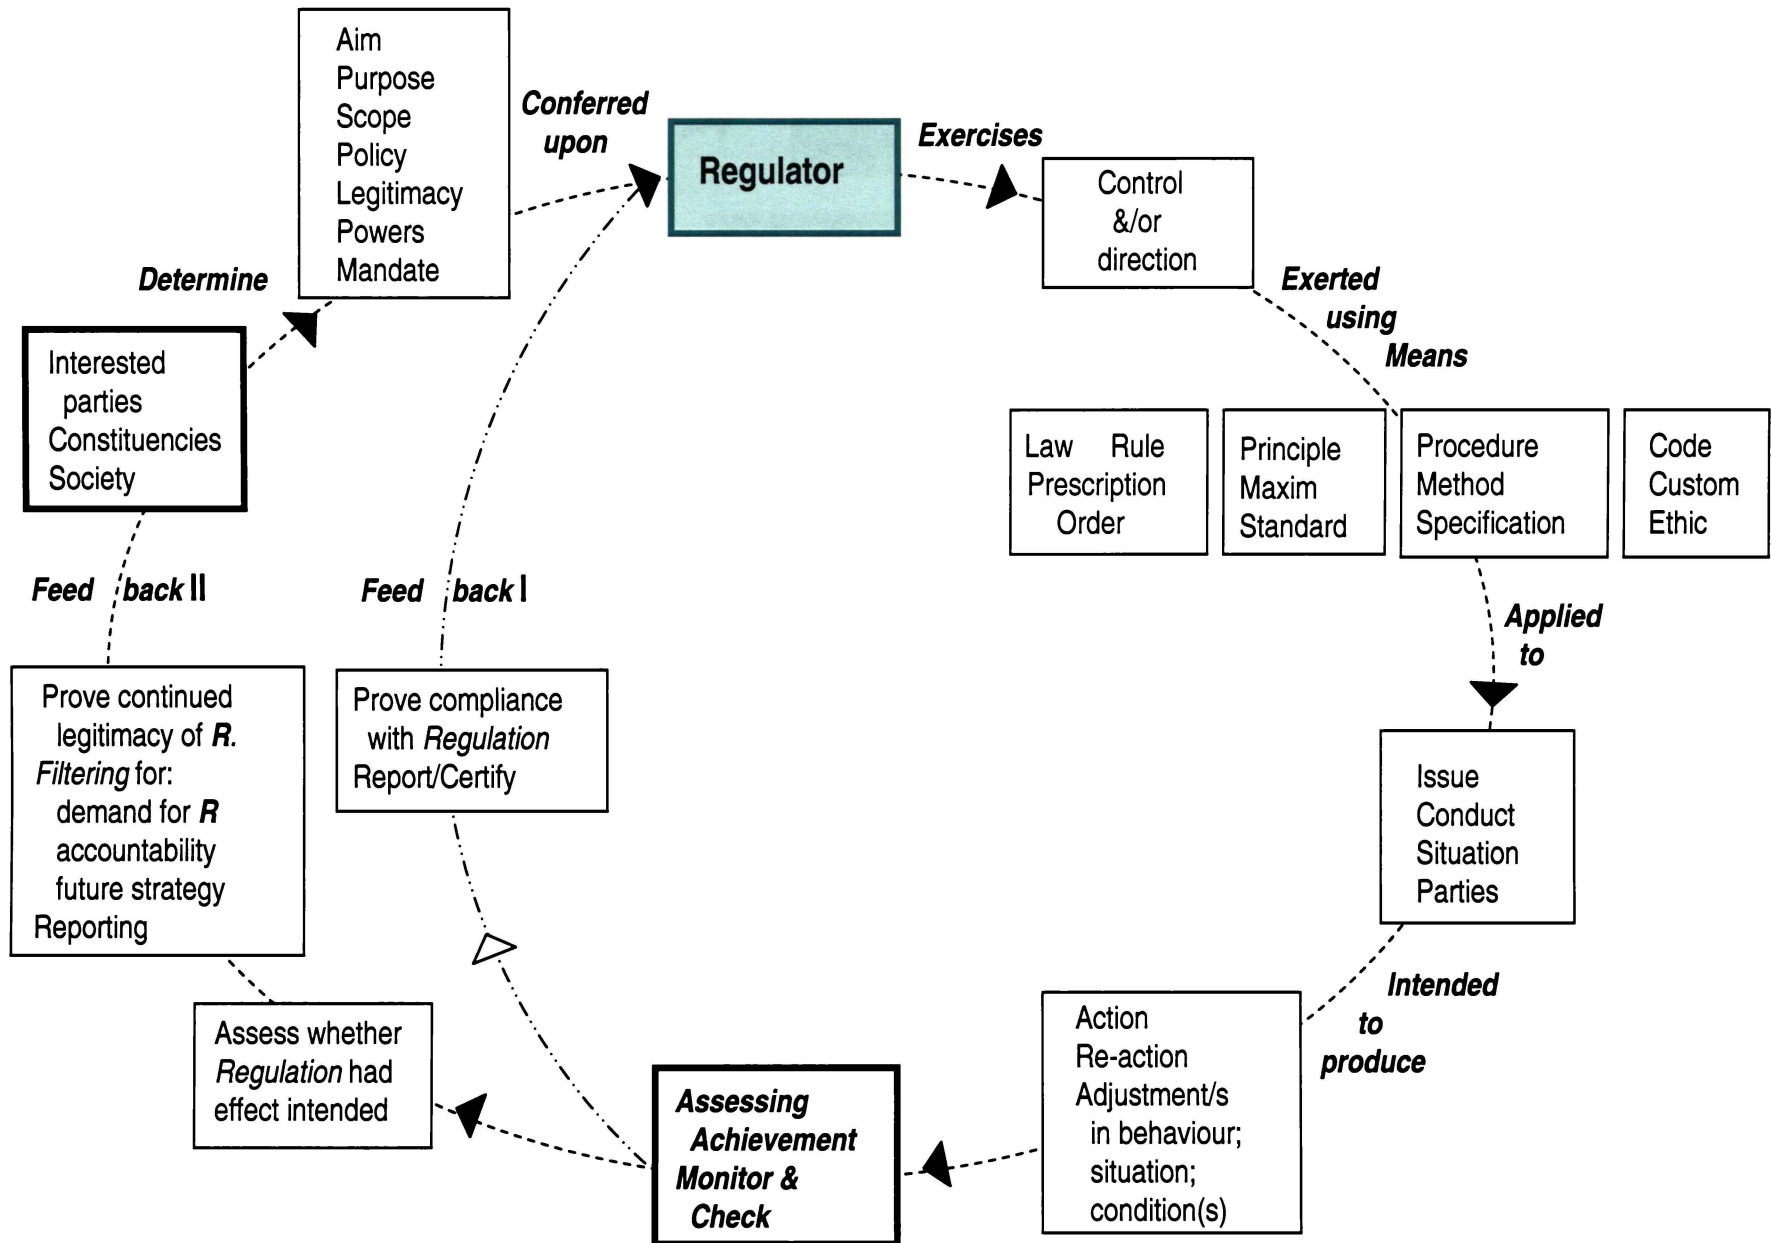 Aim
Purpose
Scope
Policy
Legitimacy
Powers
Mandate
Conferred
upon
Regulator
Exercises
Control
&/or
direction
Determine
Exerted
using
Means
Interested
parties
Constituencies
Society
Law Rule
Prescription
Order
Principle
Maxim
Standard
Procedure
Method
Specification
Code
Custom
Ethic
Feed back II
Feed back I
Applied
to
Prove continued
legitimacy of R.
Filtering for:
demand for R
accountability
future strategy
Reporting
Prove compliance
with Regulation
Report/Certify
Issue
Conduct
Situation
Parties
Intended
to
produce
Assess whether
Regulation had
effect intended
Assessing
Achievement
Monitor &
Check
Action
Re-action
Adjustment/s
in behaviour;
situation;
condition(s)